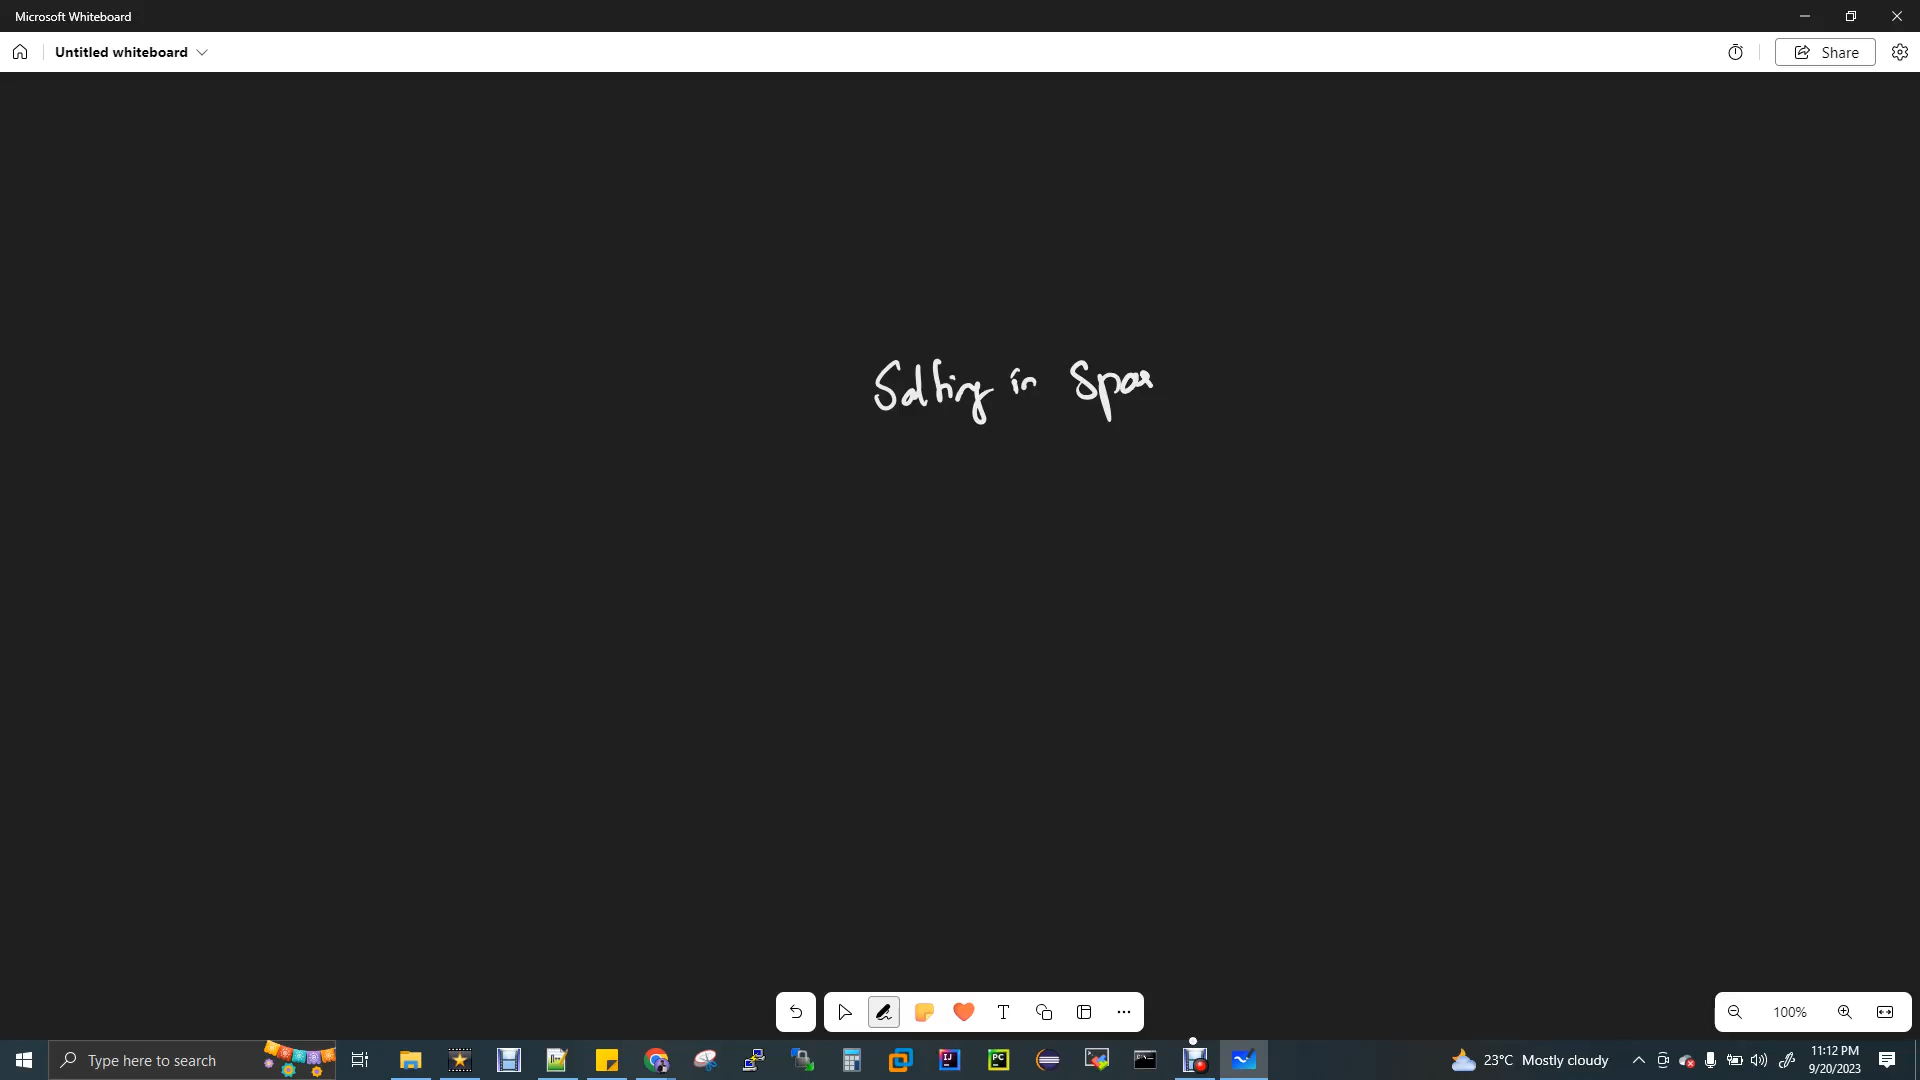 Microsoft Whiteboard
Untitled whiteboard
Share
Salting in Spar
100%
Type here to search
23°C Mostly cloudy
11:12 PM
9/20/2023